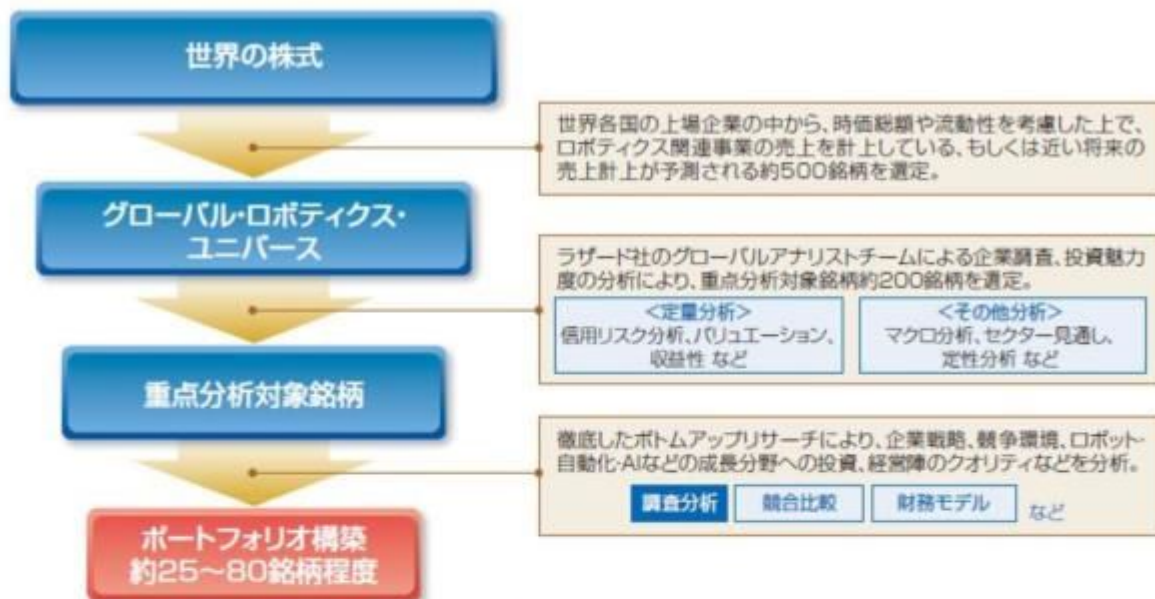 世界の株式
世界各国の上場企業の中から、時価総額や流動性を考慮した上で、
ロボティクス関連事業の売上を計上している、もしくは近い将来の
売上計上が予測される約500銘柄を選定。
グローバル・ロボティクス・
ユニバース
ラザード社のグローバルアナリストチームによる企業調査、投資魅力
度の分析により、重点分析対象銘柄約200銘柄を選定。
<定量分析>
信用リスク分析、バリュエーション、
収益性 など
<その他分析>
マクロ分析、セクター見通し、
定性分析 など
重点分析対象銘柄
徹底したボトムアップリサーチにより、企業戦略、競争環境、ロボット・
自動化・AIなどの成長分野への投資、経営陣のクオリティなどを分析。
調査分析
競合比較
財務モデル
など
ポートフォリオ構築
約25～80銘柄程度